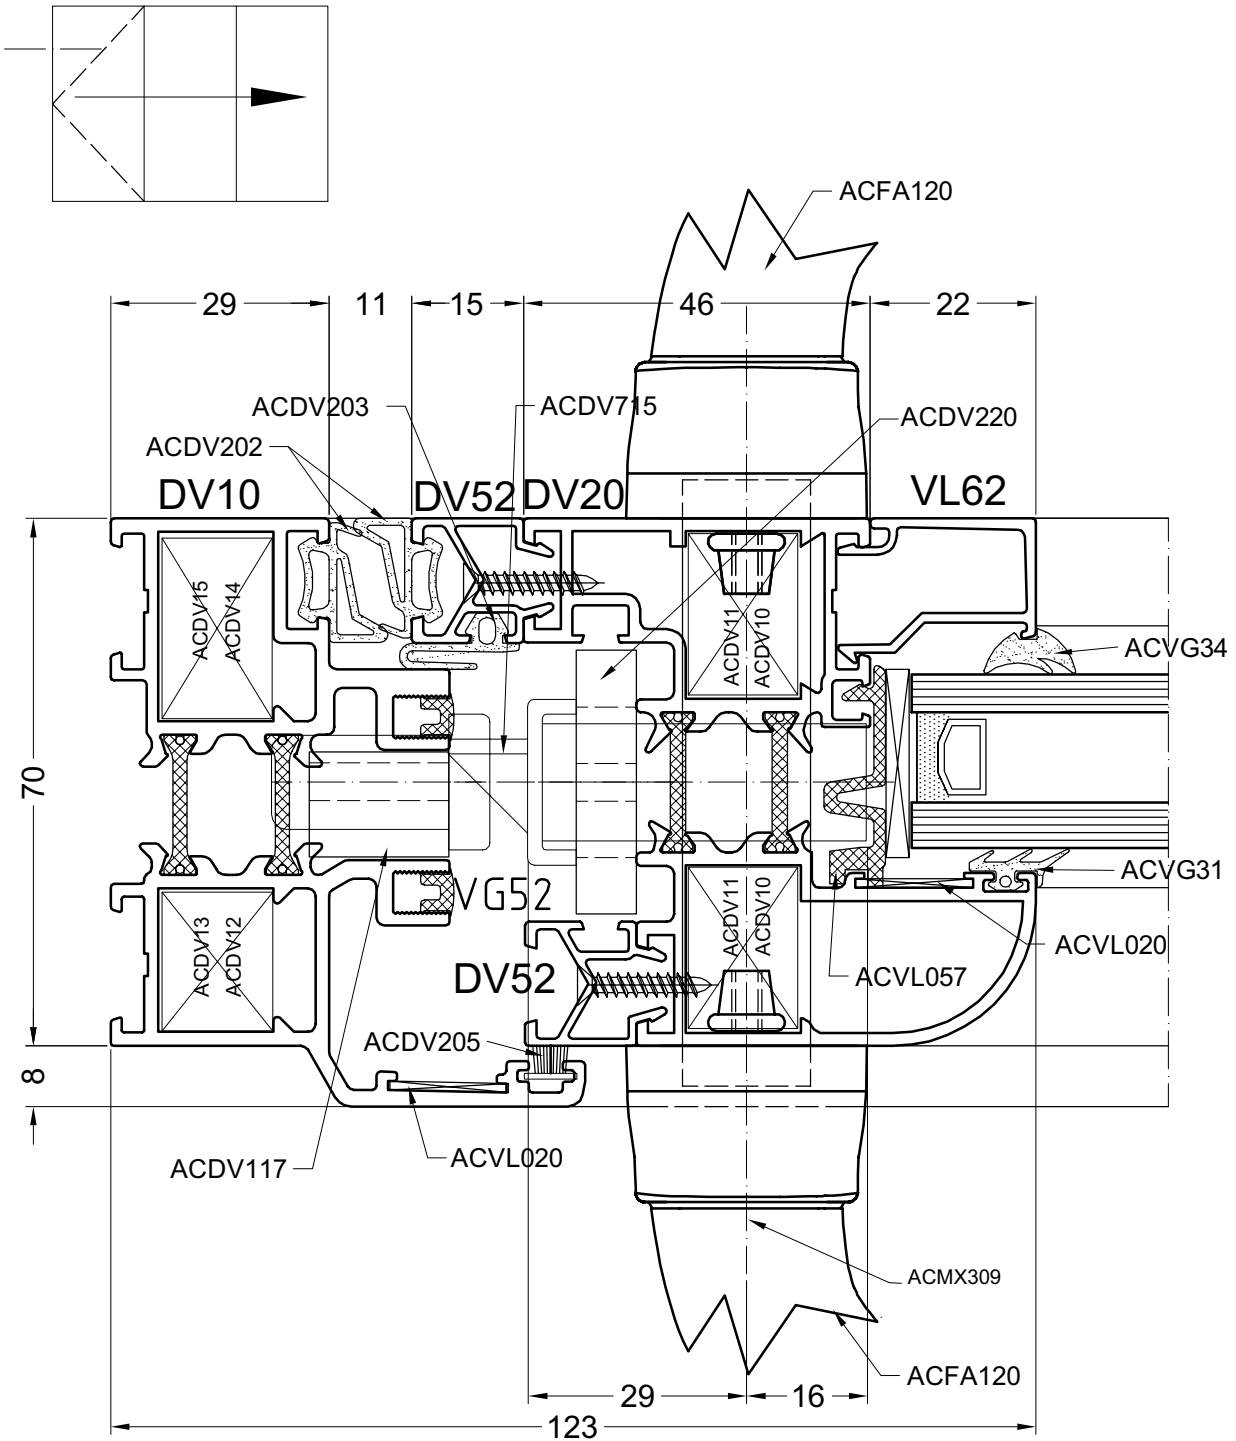 ACFA120
29
11
15
46
22
ACDV203
ACDV715
ACDV220
ACDV202
DV10
DV52
DV20
VL62
ACDV15
ACDV14
ACDV11
ACDV10
ACVG34
70
ACVG31
VG52
ACDV13
ACDV12
ACDV11
ACDV10
ACVL020
DV52
ACVL057
ACDV205
8
ACVL020
ACDV117
ACMX309
ACFA120
29
16
123